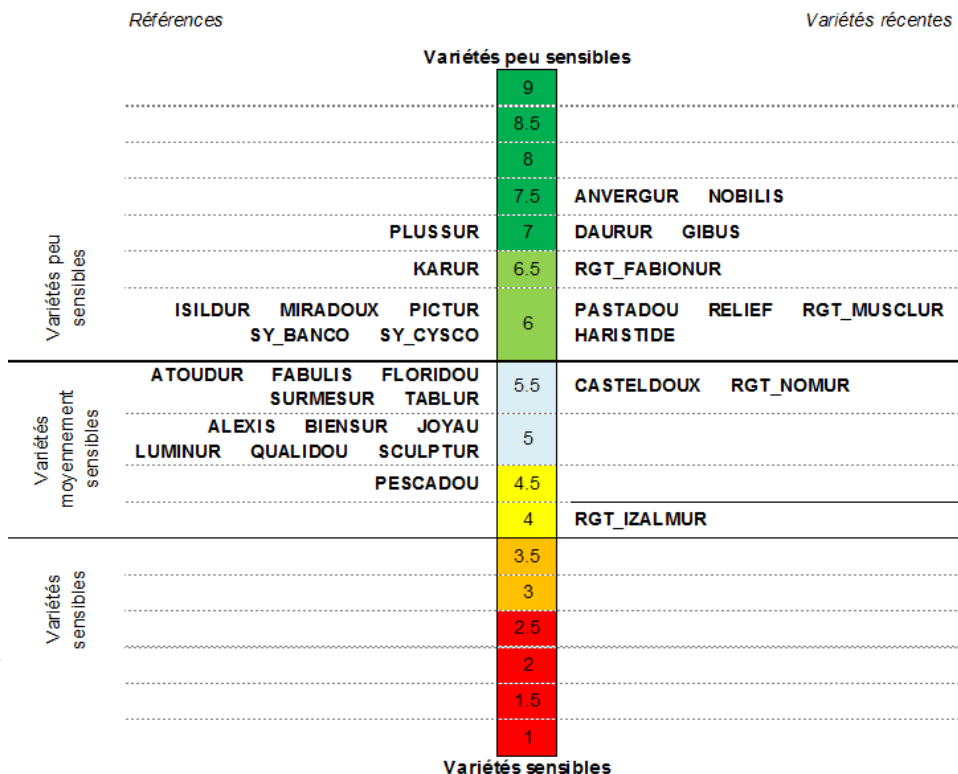 Références Variétés récentes
Variétés peu sensibles
9
8.5
8
7.5 ANVERGUR NOBILIS
PLUSSUR 7 DAURUR GIBUS
KARUR 6.5 RGT_FABIONUR
Variétés peu
sensibles
ISILDUR MIRADOUX PICTUR
SY_BANCO SY_CYSCO
6
PASTADOU RELIEF RGT_MUSCLUR
HARISTIDE
Variétés
moyennement
sensibles
ATOUDUR FABULIS FLORIDOU
SURMESUR TABLUR
5.5 CASTELDOUX RGT_NOMUR
ALEXIS BIENSUR JOYAU
LUMINUR QUALIDOU SCULPTUR
5
PESCADOU 4.5
4 RGT_IZALMUR
Variétés
sensibles
3.5
3
2.5
2
1.5
1
Variétés sensibles